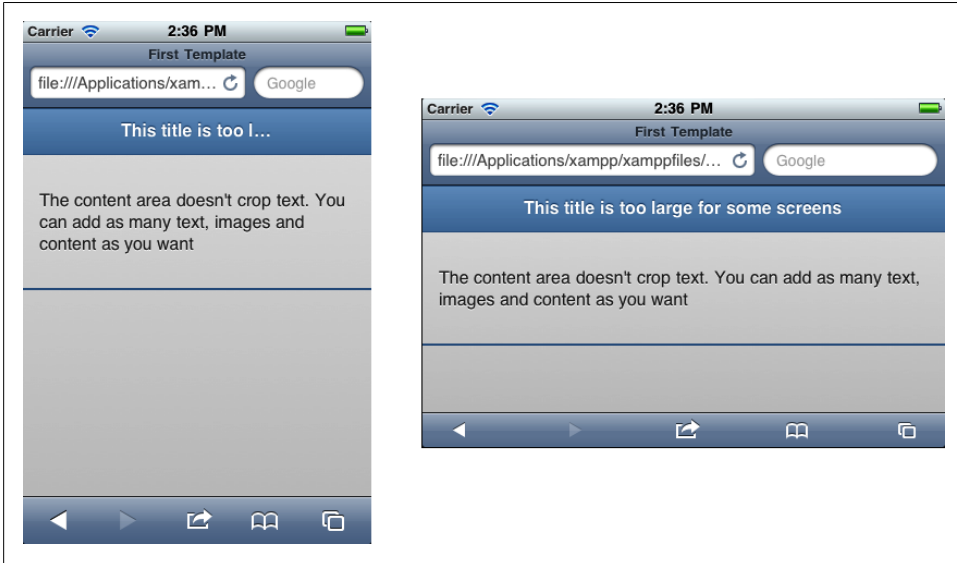 Carrier 2:36 PM
First Template
file:///Applications/xam... Google
This title is too l...
The content area doesn't crop text. You
can add as many text, images and
content as you want
Carrier 2:36 PM
First Template
file:///Applications/xampp/xamppfiles/... Google
This title is too large for some screens
The content area doesn't crop text. You can add as many text,
images and content as you want